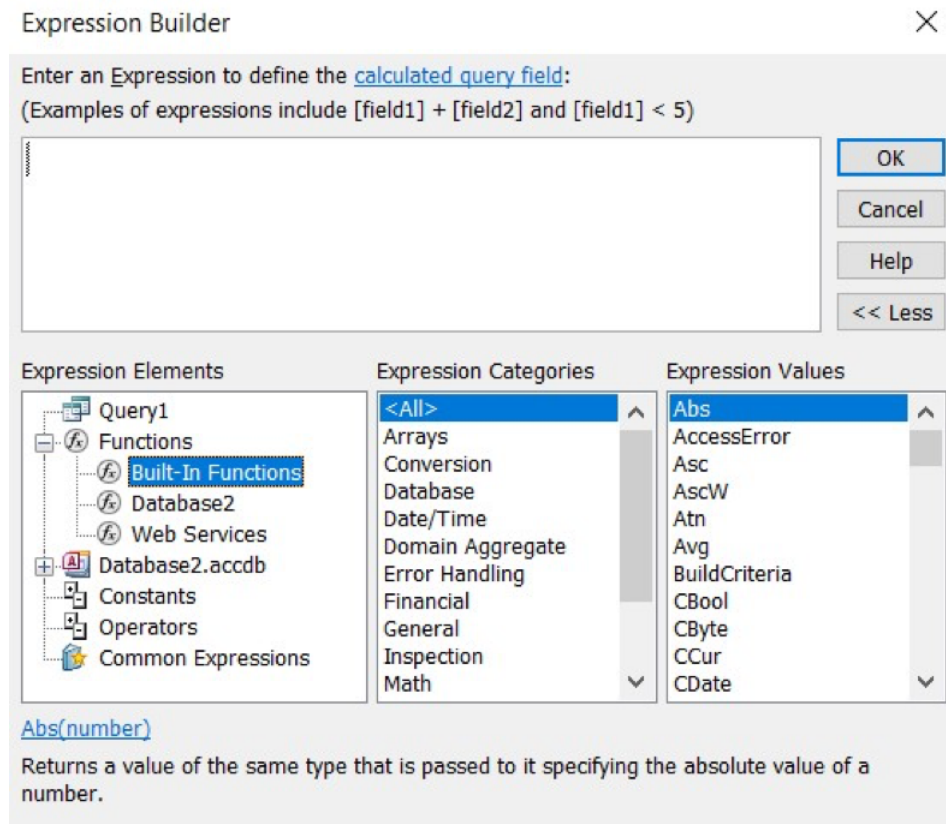 Expression Builder
Enter an Expression to define the calculated query field:
(Examples of expressions include [field1] + [field2] and [field1] < 5)
OK
Cancel
Help
<< Less
Expression Elements
Query1
Functions
Built-In Functions
Database2
Web Services
Database2.accdb
Constants
Operators
Common Expressions
Expression Categories
<All>
Arrays
Conversion
Database
Date/Time
Domain Aggregate
Error Handling
Financial
General
Inspection
Math
Expression Values
Abs
AccessError
Asc
AscW
Atn
Avg
BuildCriteria
CBool
CByte
CCur
CDate
Abs(number)
Returns a value of the same type that is passed to it specifying the absolute value of a
number.